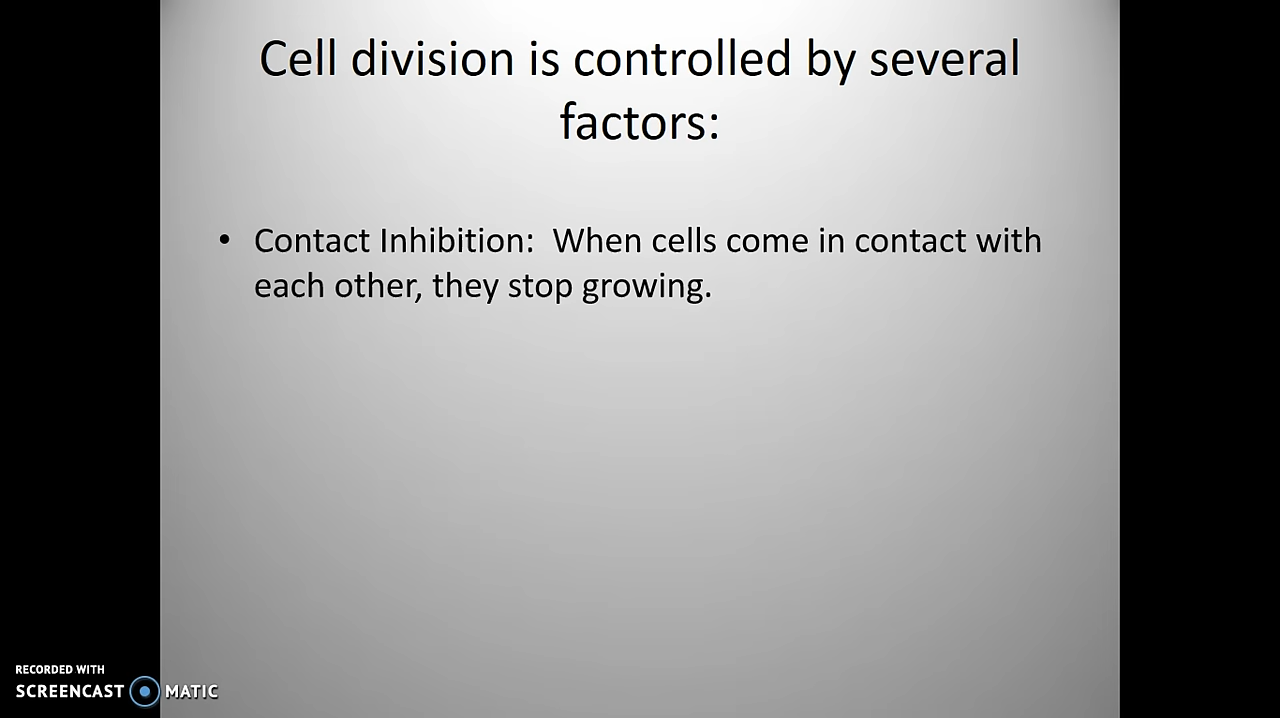 Cell division is controlled by several
factors:
• Contact Inhibition:  When cells come in contact with
each other, they stop growing.
RECORDED WITH
SCREENCAST MATIC